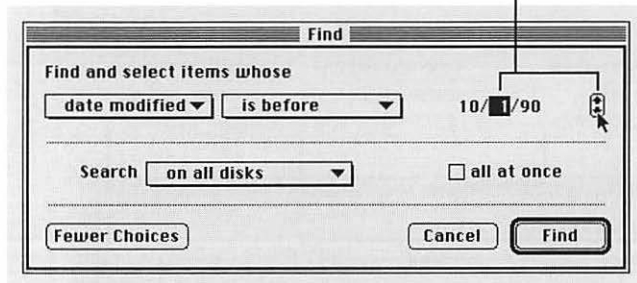 Find
Find and select items whose
date modified is before 10/1/90
Search on all disks all at once
Fewer Choices Cancel Find